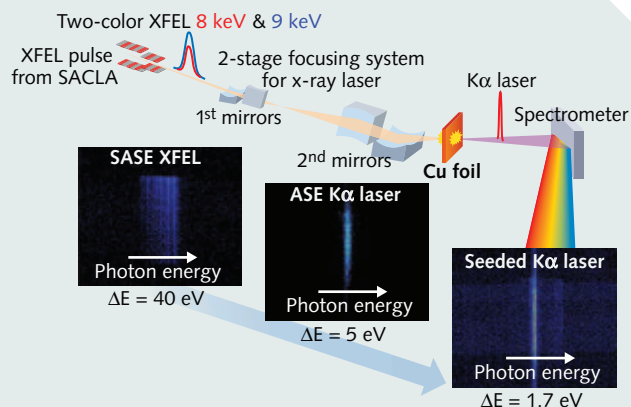 Two-color XFEL 8 keV & 9 keV
XFEL pulse
from SACLA
2-stage focusing system
for x-ray laser
1st mirrors
2nd mirrors
Kα laser
Spectrometer
Cu foil
SASE XFEL
Photon energy
ΔE = 40 eV
ASE Kα laser
Photon energy
ΔE = 5 eV
Seeded Kα laser
Photon energy
ΔE = 1.7 eV